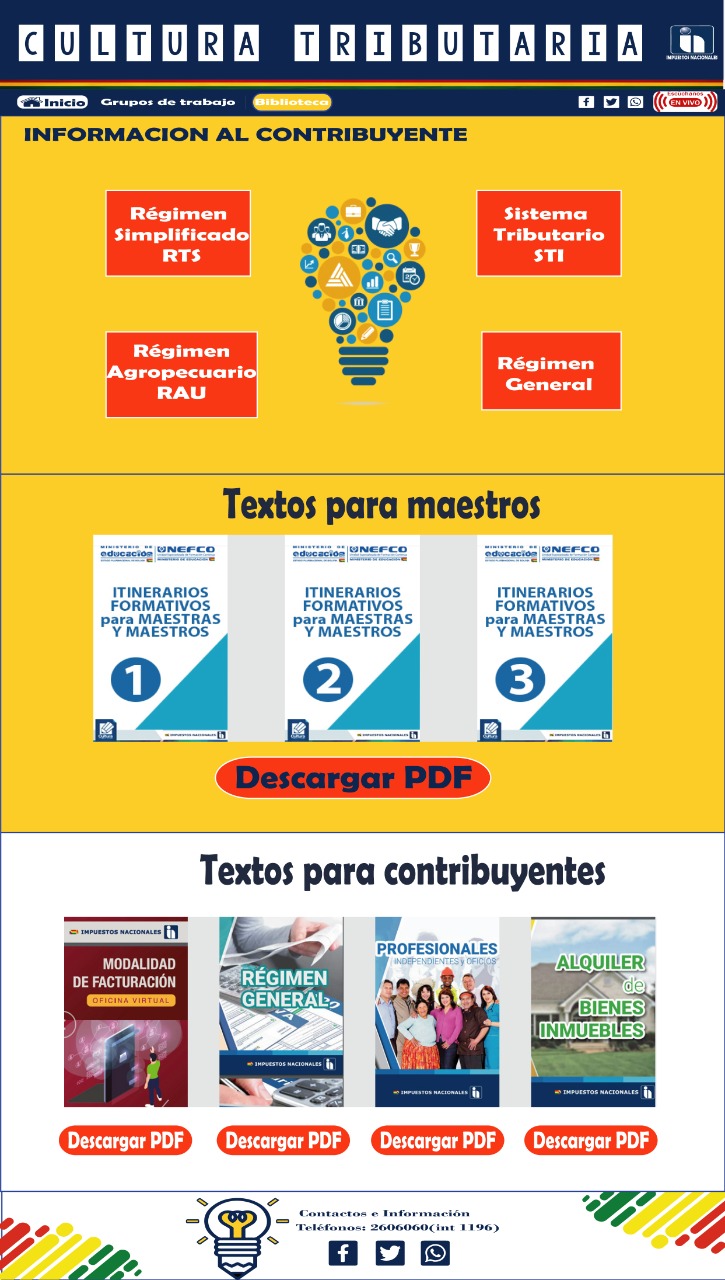 CULTURA TRIBUTARIA
IMPUESTOS NACIONALES
Inicio Grupos de trabajo Biblioteca
Escuchanos
EN VIVO
INFORMACION AL CONTRIBUYENTE
Régimen
Simplificado
RTS
Sistema
Tributario
STI
Régimen
Agropecuario
RAU
Régimen
General
Textos para maestros
MINISTERIO DE
educación
UNEFCO
MINISTERIO DE EDUCACIÓN
ITINERARIOS
FORMATIVOS
para MAESTRAS
Y MAESTROS
1
Cultura
IMPUESTOS NACIONALES
MINISTERIO DE
educación
UNEFCO
MINISTERIO DE EDUCACIÓN
ITINERARIOS
FORMATIVOS
para MAESTRAS
Y MAESTROS
2
Cultura
IMPUESTOS NACIONALES
MINISTERIO DE
educación
UNEFCO
MINISTERIO DE EDUCACIÓN
ITINERARIOS
FORMATIVOS
para MAESTRAS
Y MAESTROS
3
Cultura
IMPUESTOS NACIONALES
Descargar PDF
Textos para contribuyentes
IMPUESTOS NACIONALES
MODALIDAD
DE FACTURACIÓN
OFICINA VIRTUAL
RÉGIMEN
GENERAL
IMPUESTOS NACIONALES
PROFESIONALES
INDEPENDIENTES y OFICIOS
IMPUESTOS NACIONALES
ALQUILER
de
BIENES
INMUEBLES
IMPUESTOS NACIONALES
Descargar PDF
Descargar PDF
Descargar PDF
Descargar PDF
Contactos e Información
Teléfonos: 2606060(int 1196)